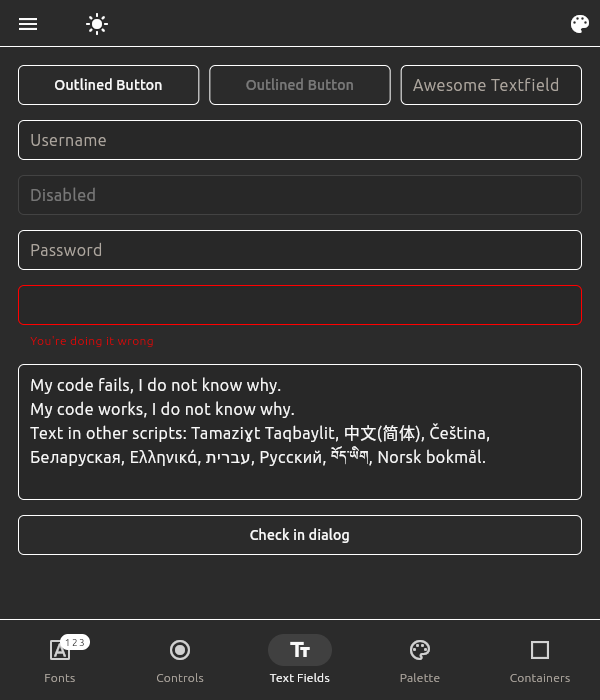 Outlined Button Outlined Button Awesome Textfield
Username
Disabled
Password
You're doing it wrong
My code fails, I do not know why.
My code works, I do not know why.
Text in other scripts: Tamaziɣt Taqbaylit, 中文(简体), Čeština,
Беларуская, Ελληνικά, עברית, Русский, བོད་ཡིག, Norsk bokmål.
Check in dialog
123
Fonts Controls Text Fields Palette Containers